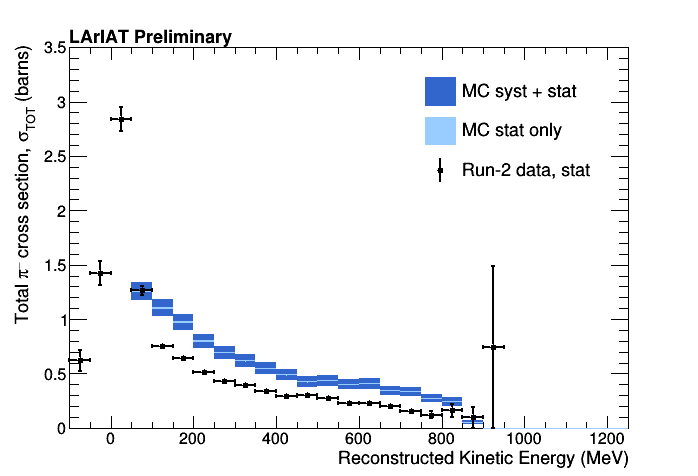 LArIAT Preliminary
Total π⁻ cross section, σTOT (barns)
3.5
3
2.5
2
1.5
1
0.5
0
MC syst + stat
MC stat only
Run-2 data, stat
0 200 400 600 800 1000 1200
Reconstructed Kinetic Energy (MeV)